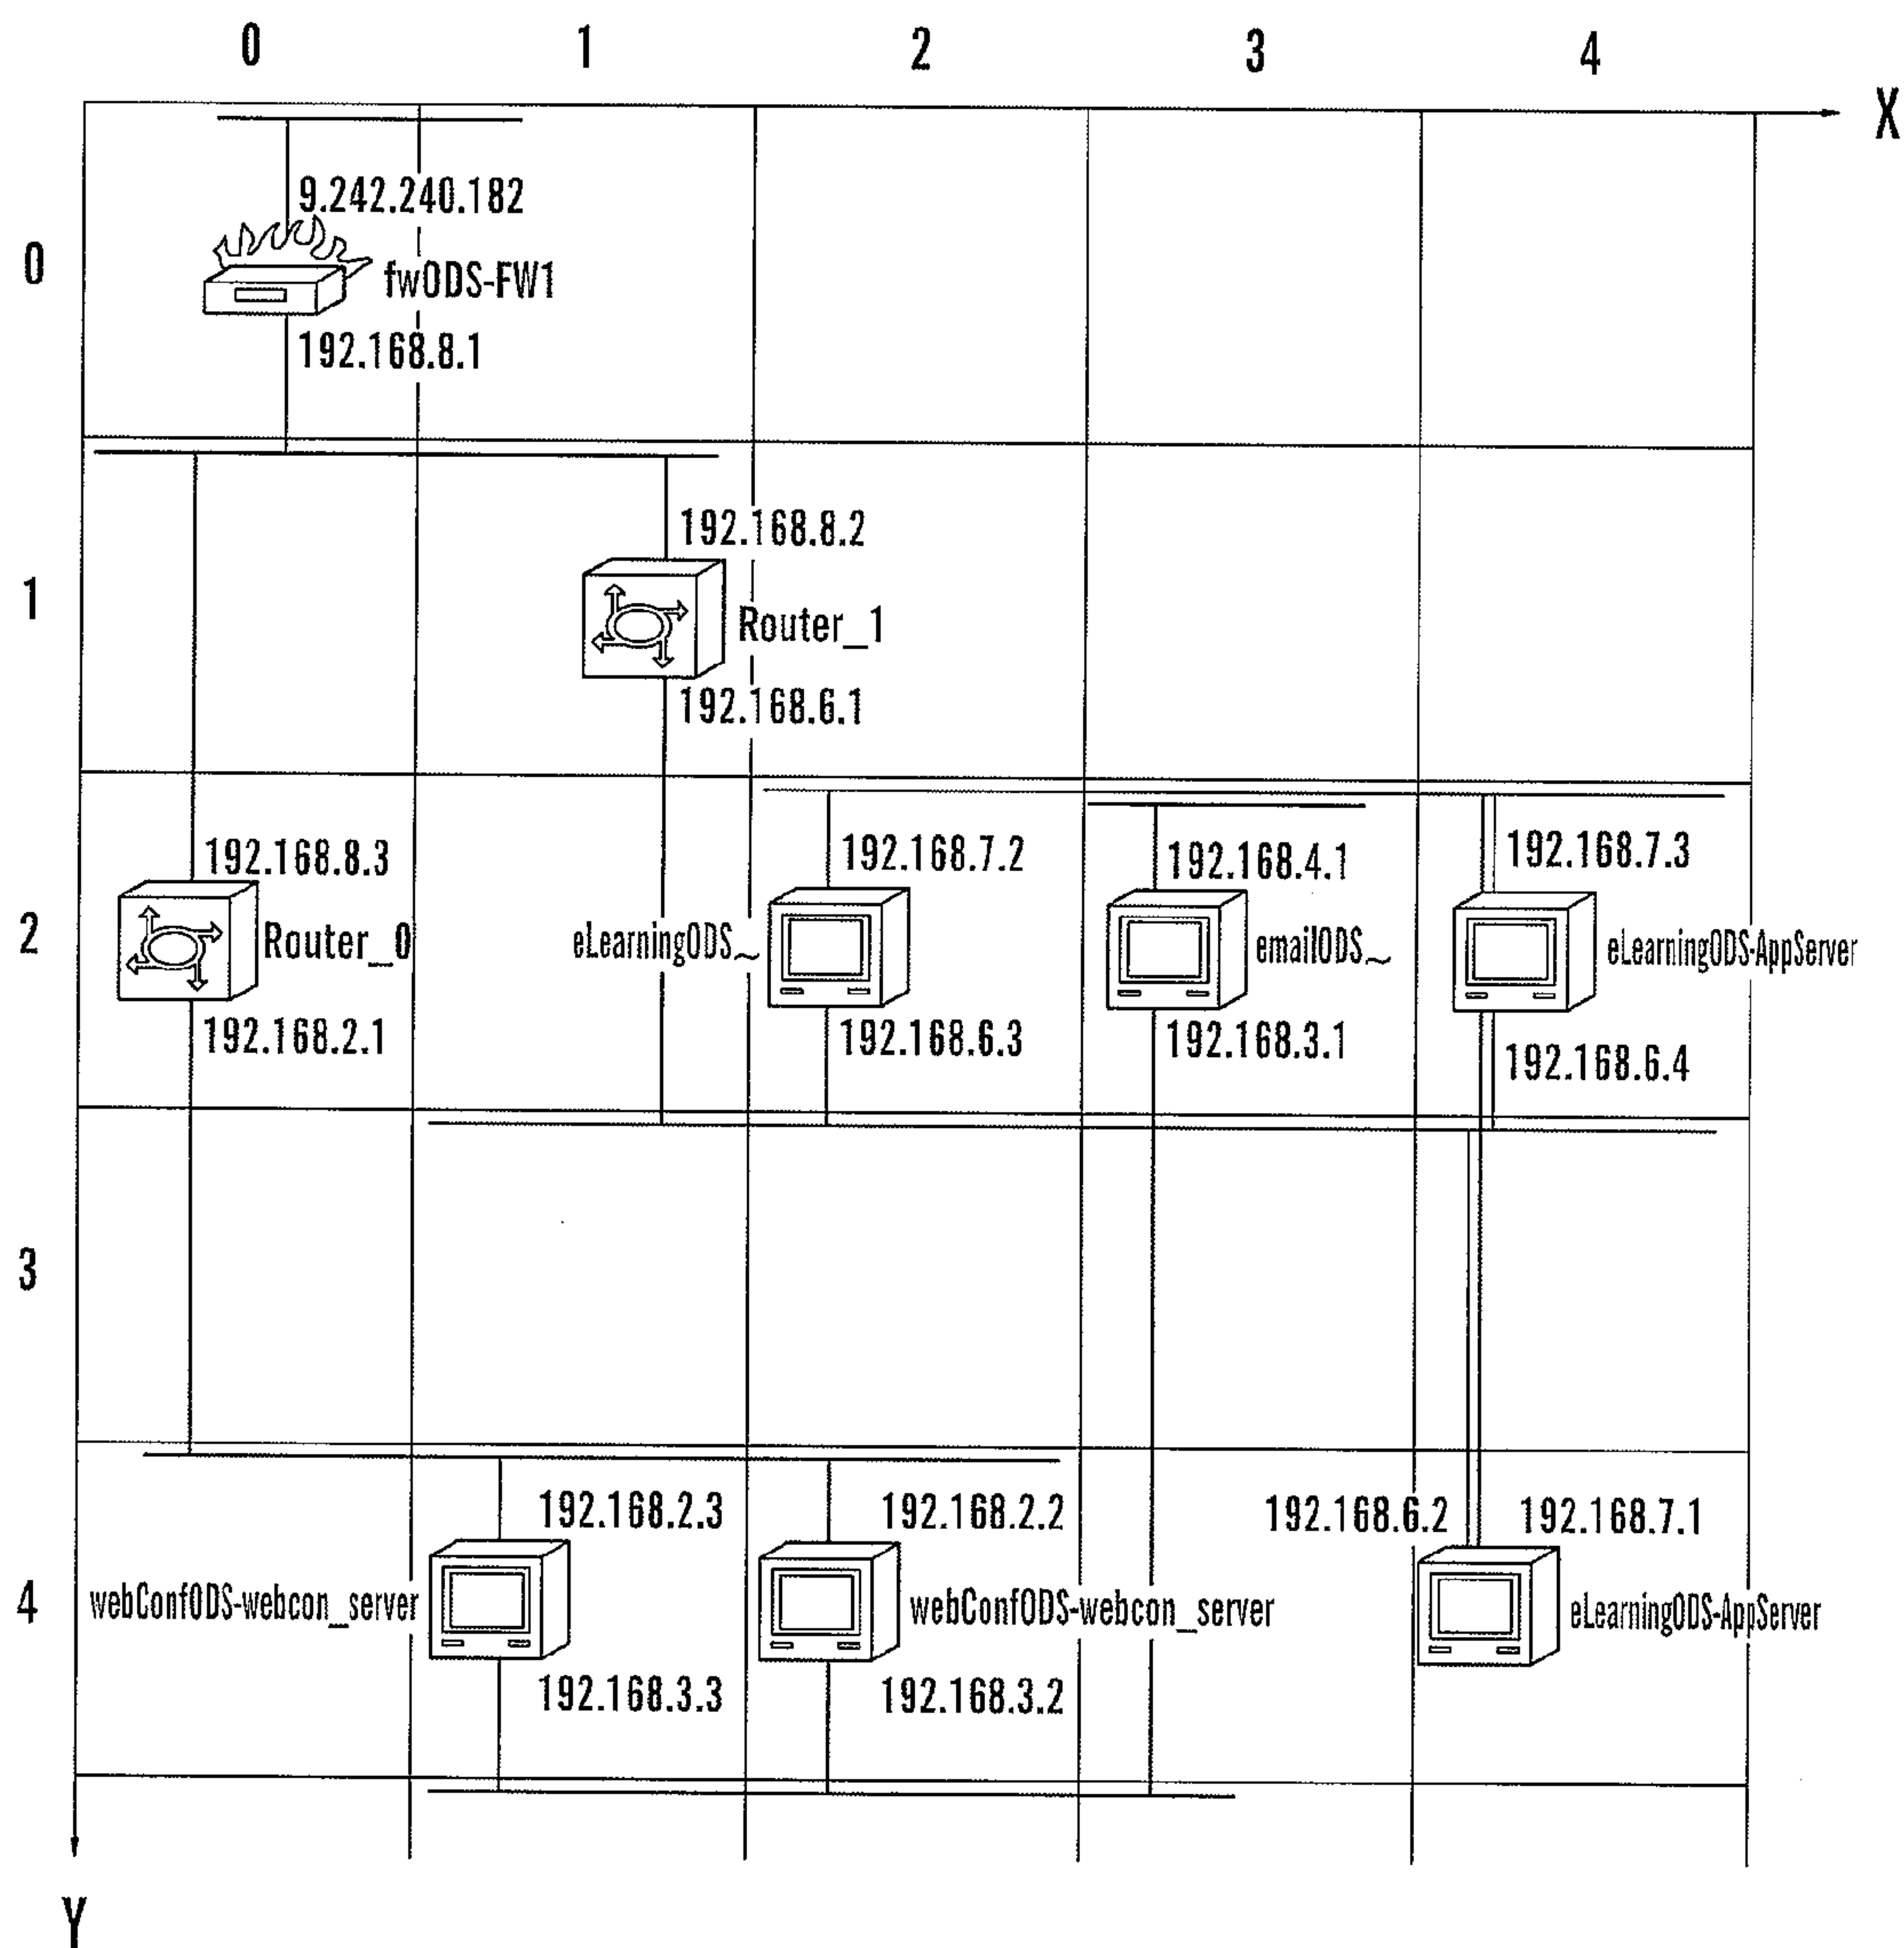 0 1 2 3 4
X
9.242.240.182
0
fwODS-FW1
192.168.8.1
192.168.8.2
1
Router_1
192.168.6.1
192.168.8.3
192.168.7.2
192.168.4.1
192.168.7.3
2
Router_0
eLearningODS~
emailODS~
eLearningODS-AppServer
192.168.2.1
192.168.6.3
192.168.3.1
192.168.6.4
3
192.168.2.3
192.168.2.2
192.168.6.2
192.168.7.1
4
webConfODS-webcon_server
webConfODS-webcon_server
eLearningODS-AppServer
192.168.3.3
192.168.3.2
Y